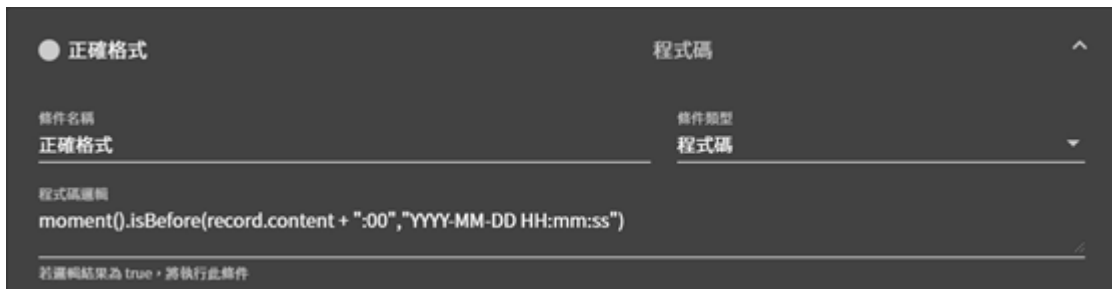 正確格式
程式碼
條件名稱
條件類型
正確格式
程式碼
程式碼邏輯
moment().isBefore(record.content + ":00","YYYY-MM-DD HH:mm:ss")
若邏輯結果為 true，將執行此條件